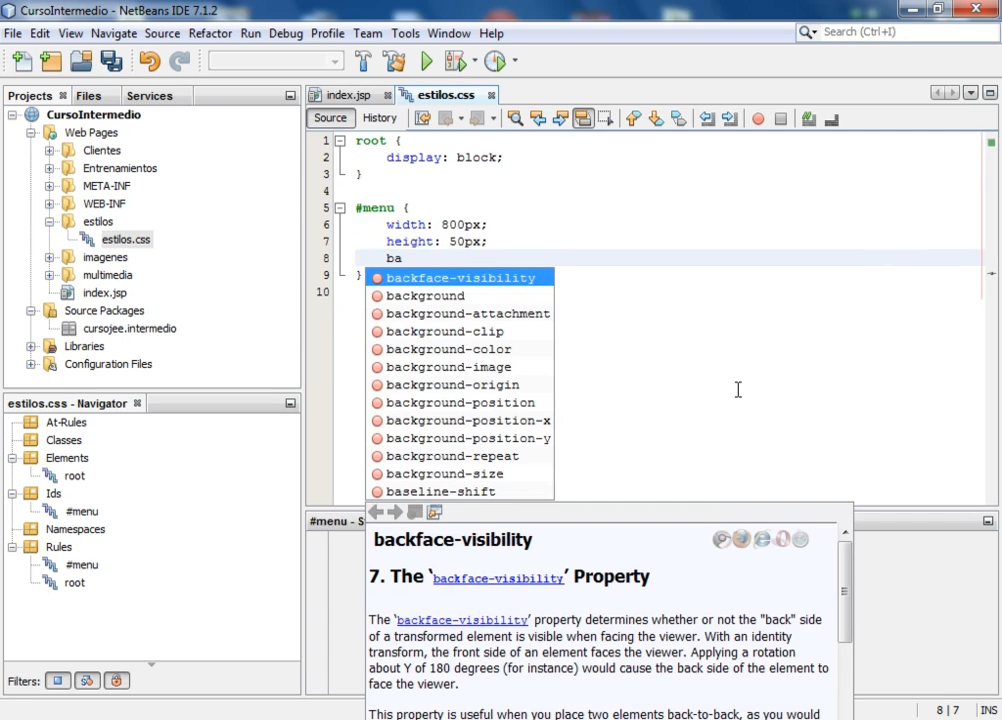 CursoIntermedio - NetBeans IDE 7.1.2
File Edit View Navigate Source Refactor Run Debug Profile Team Tools Window Help
Search (Ctrl+I)
Projects Files Services
CursoIntermedio
Web Pages
Clientes
Entrenamientos
META-INF
WEB-INF
estilos
estilos.css
imagenes
multimedia
index.jsp
Source Packages
cursojee.intermedio
Libraries
Configuration Files
estilos.css - Navigator
At-Rules
Classes
Elements
root
Ids
#menu
Namespaces
Rules
#menu
root
Filters:
index.jsp estilos.css
Source History
1 root {
2 display: block;
3 }
4
5 #menu {
6 width: 800px;
7 height: 50px;
8 ba
9 }
10
backface-visibility
background
background-attachment
background-clip
background-color
background-image
background-origin
background-position
background-position-x
background-position-y
background-repeat
background-size
baseline-shift
#menu - S
backface-visibility
7. The ‘backface-visibility’ Property
The ‘backface-visibility’ property determines whether or not the "back" side
of a transformed element is visible when facing the viewer. With an identity
transform, the front side of an element faces the viewer. Applying a rotation
about Y of 180 degrees (for instance) would cause the back side of the element to
face the viewer.
This property is useful when you place two elements back-to-back, as you would
8 | 7 INS